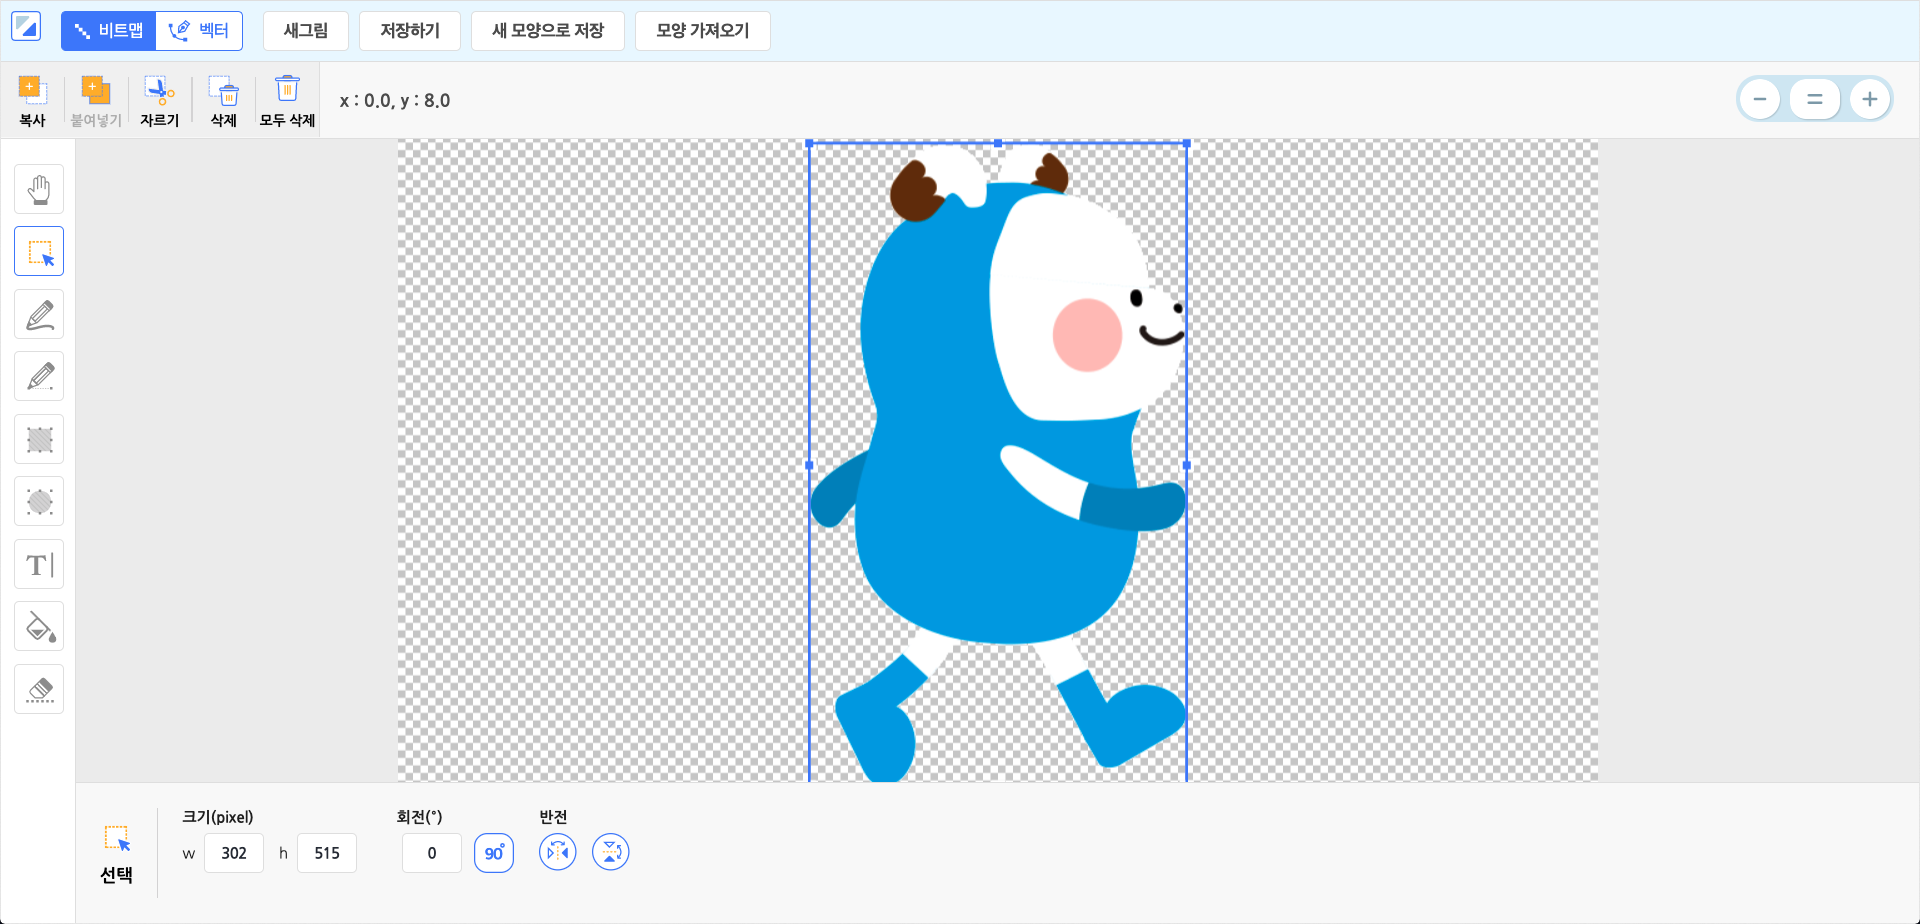 비트맵 벡터 새그림 저장하기 새 모양으로 저장 모양 가져오기
복사 붙여넣기 자르기 삭제 모두 삭제 x : 0.0, y : 8.0
T
크기(pixel) 회전(°) 반전
w 302 h 515 0 90°
선택